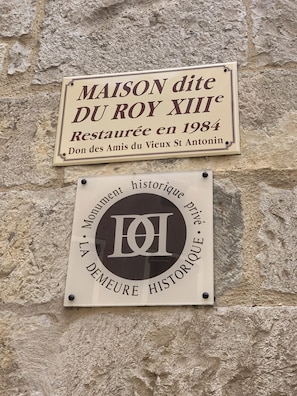 MAISON dite
DU ROY XIIIe
Restaurée en 1984
Don des Amis du Vieux St Antonin
• Monument historique privé •
DH
LA DEMEURE HISTORIQUE